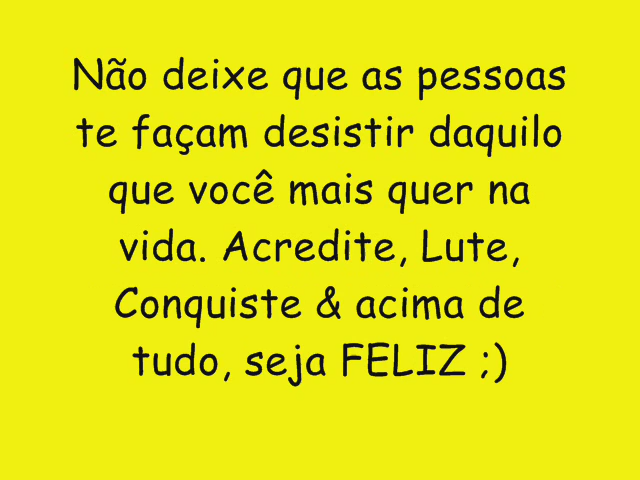 Não deixe que as pessoas
te façam desistir daquilo
que você mais quer na
vida. Acredite, Lute,
Conquiste & acima de
tudo, seja FELIZ ;)